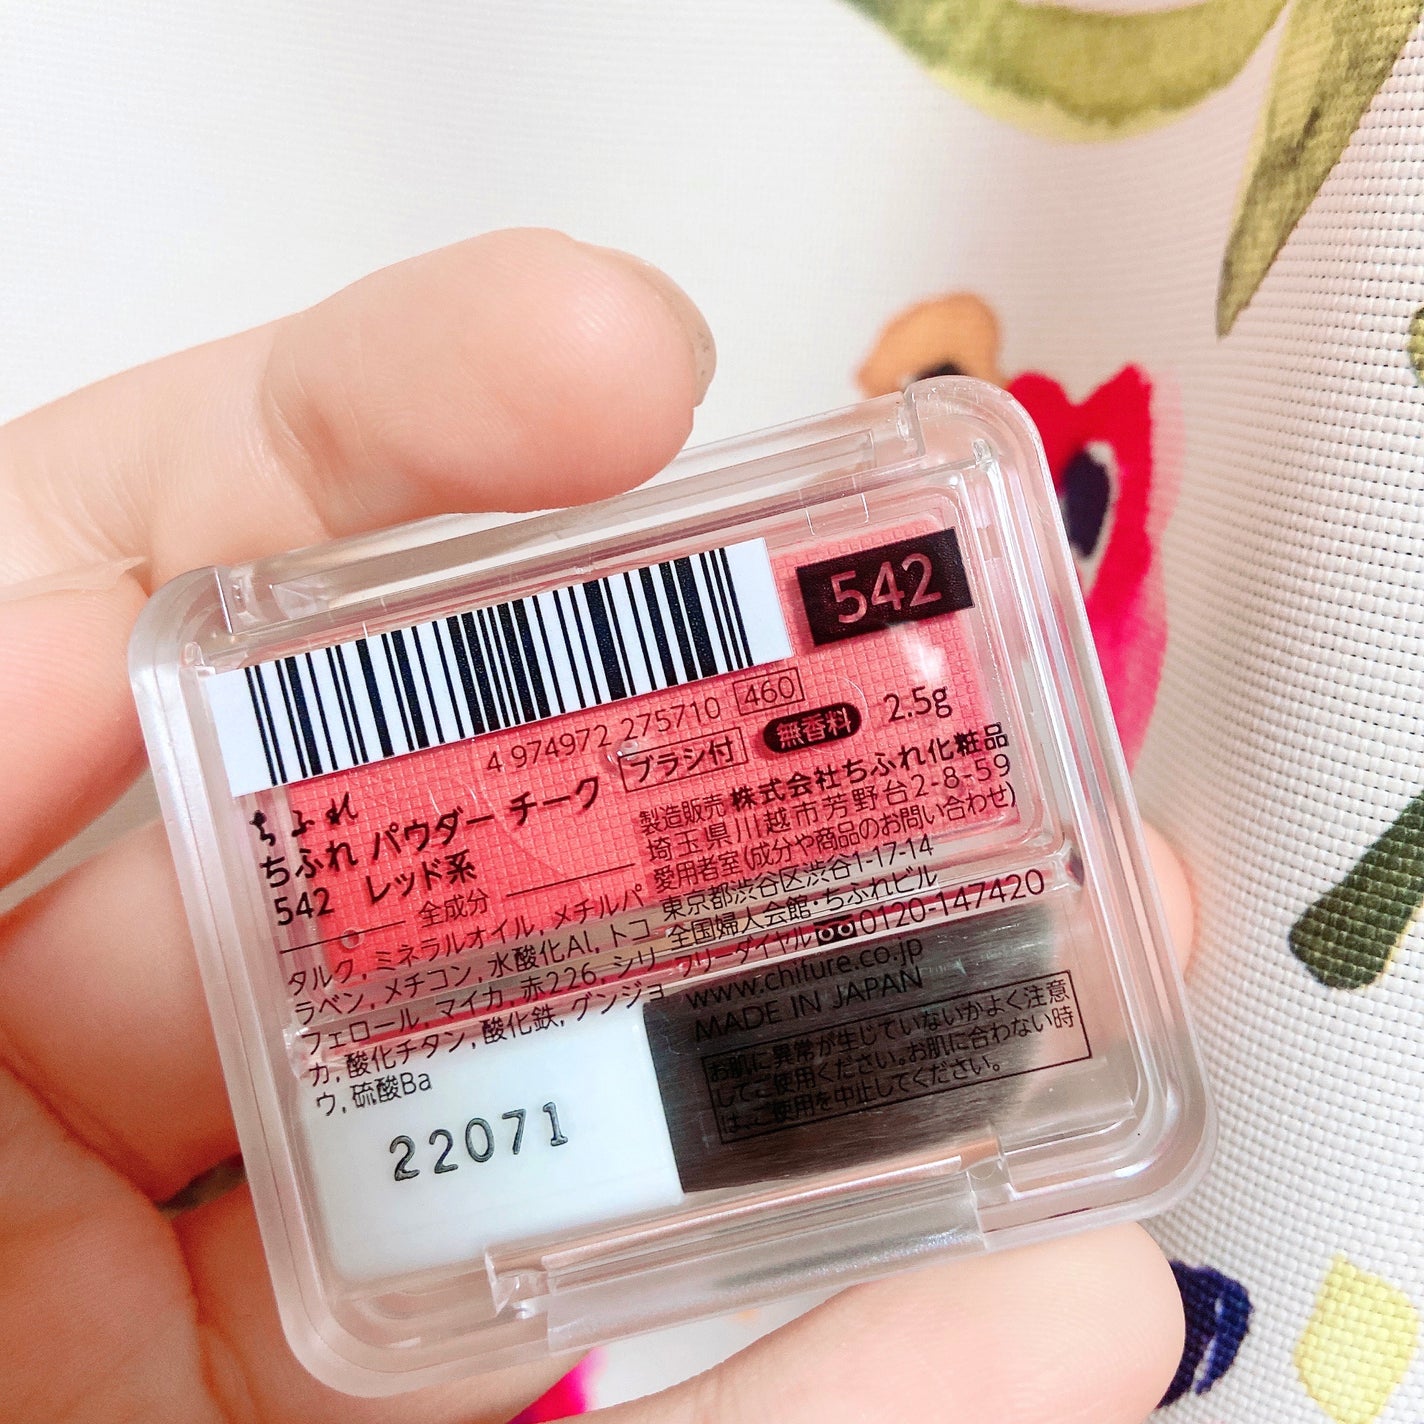 542
4 974972 275710 460
ブラシ付 無香料 2.5g
ちふれ
ちふれ パウダー チーク
542 レッド系
全成分
タルク, ミネラルオイル, メチルパ
ラベン, メチコン, 水酸化Al, トコ
フェロール, マイカ, 赤226, シリ
カ, 酸化チタン, 酸化鉄, グンジョ
ウ, 硫酸Ba
製造販売 株式会社ちふれ化粧品
埼玉県川越市芳野台2-8-59
愛用者室(成分や商品のお問い合わせ)
東京都渋谷区渋谷1-17-14
全国婦人会館・ちふれビル
フリーダイヤル 0120-147420
www.chifure.co.jp
MADE IN JAPAN
お肌に異常が生じていないかよく注意
してご使用ください。お肌に合わない時
は、ご使用を中止してください。
22071